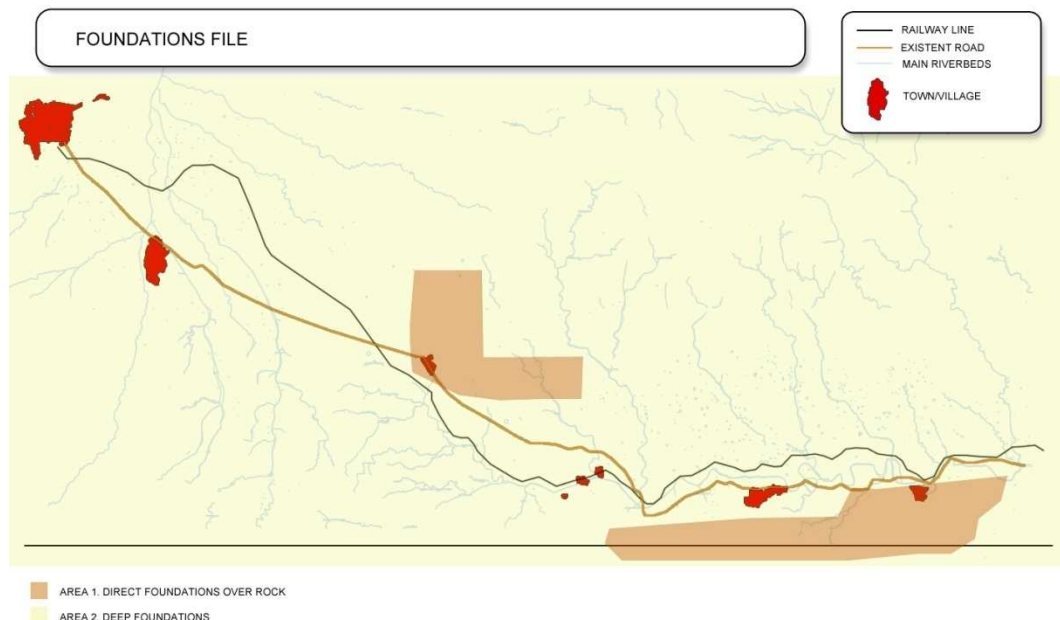 FOUNDATIONS FILE
RAILWAY LINE
EXISTENT ROAD
MAIN RIVERBEDS
TOWN/VILLAGE
AREA 1. DIRECT FOUNDATIONS OVER ROCK
AREA 2. DEEP FOUNDATIONS